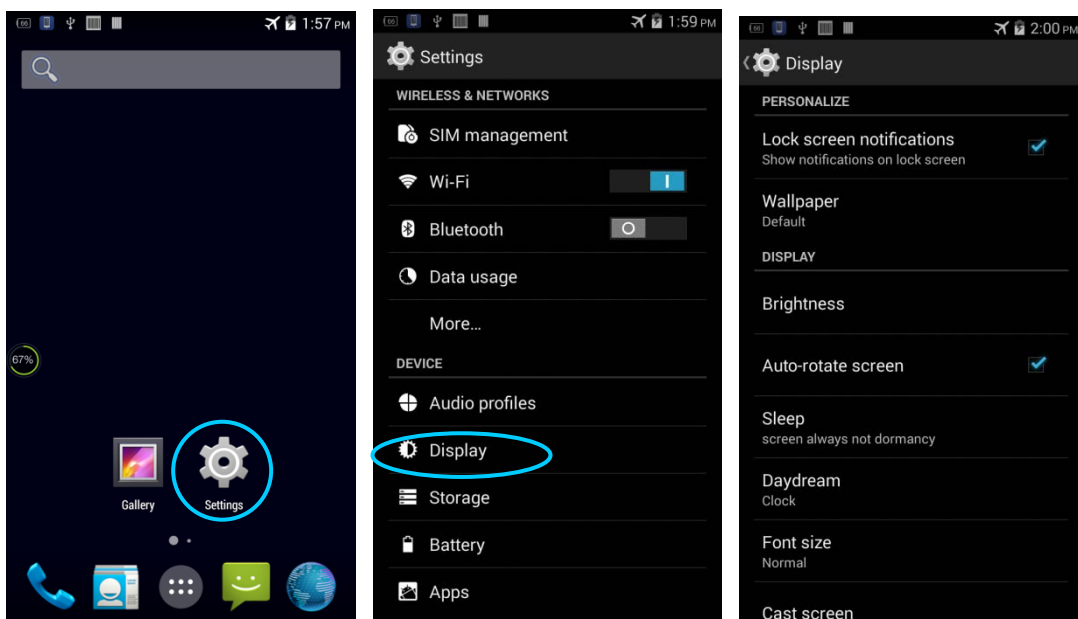 66
1:57 PM
67%
Gallery
Settings
66
1:59 PM
Settings
WIRELESS & NETWORKS
SIM management
Wi-Fi
Bluetooth
Data usage
More...
DEVICE
Audio profiles
Display
Storage
Battery
Apps
66
2:00 PM
Display
PERSONALIZE
Lock screen notifications
Show notifications on lock screen
Wallpaper
Default
DISPLAY
Brightness
Auto-rotate screen
Sleep
screen always not dormancy
Daydream
Clock
Font size
Normal
Cast screen